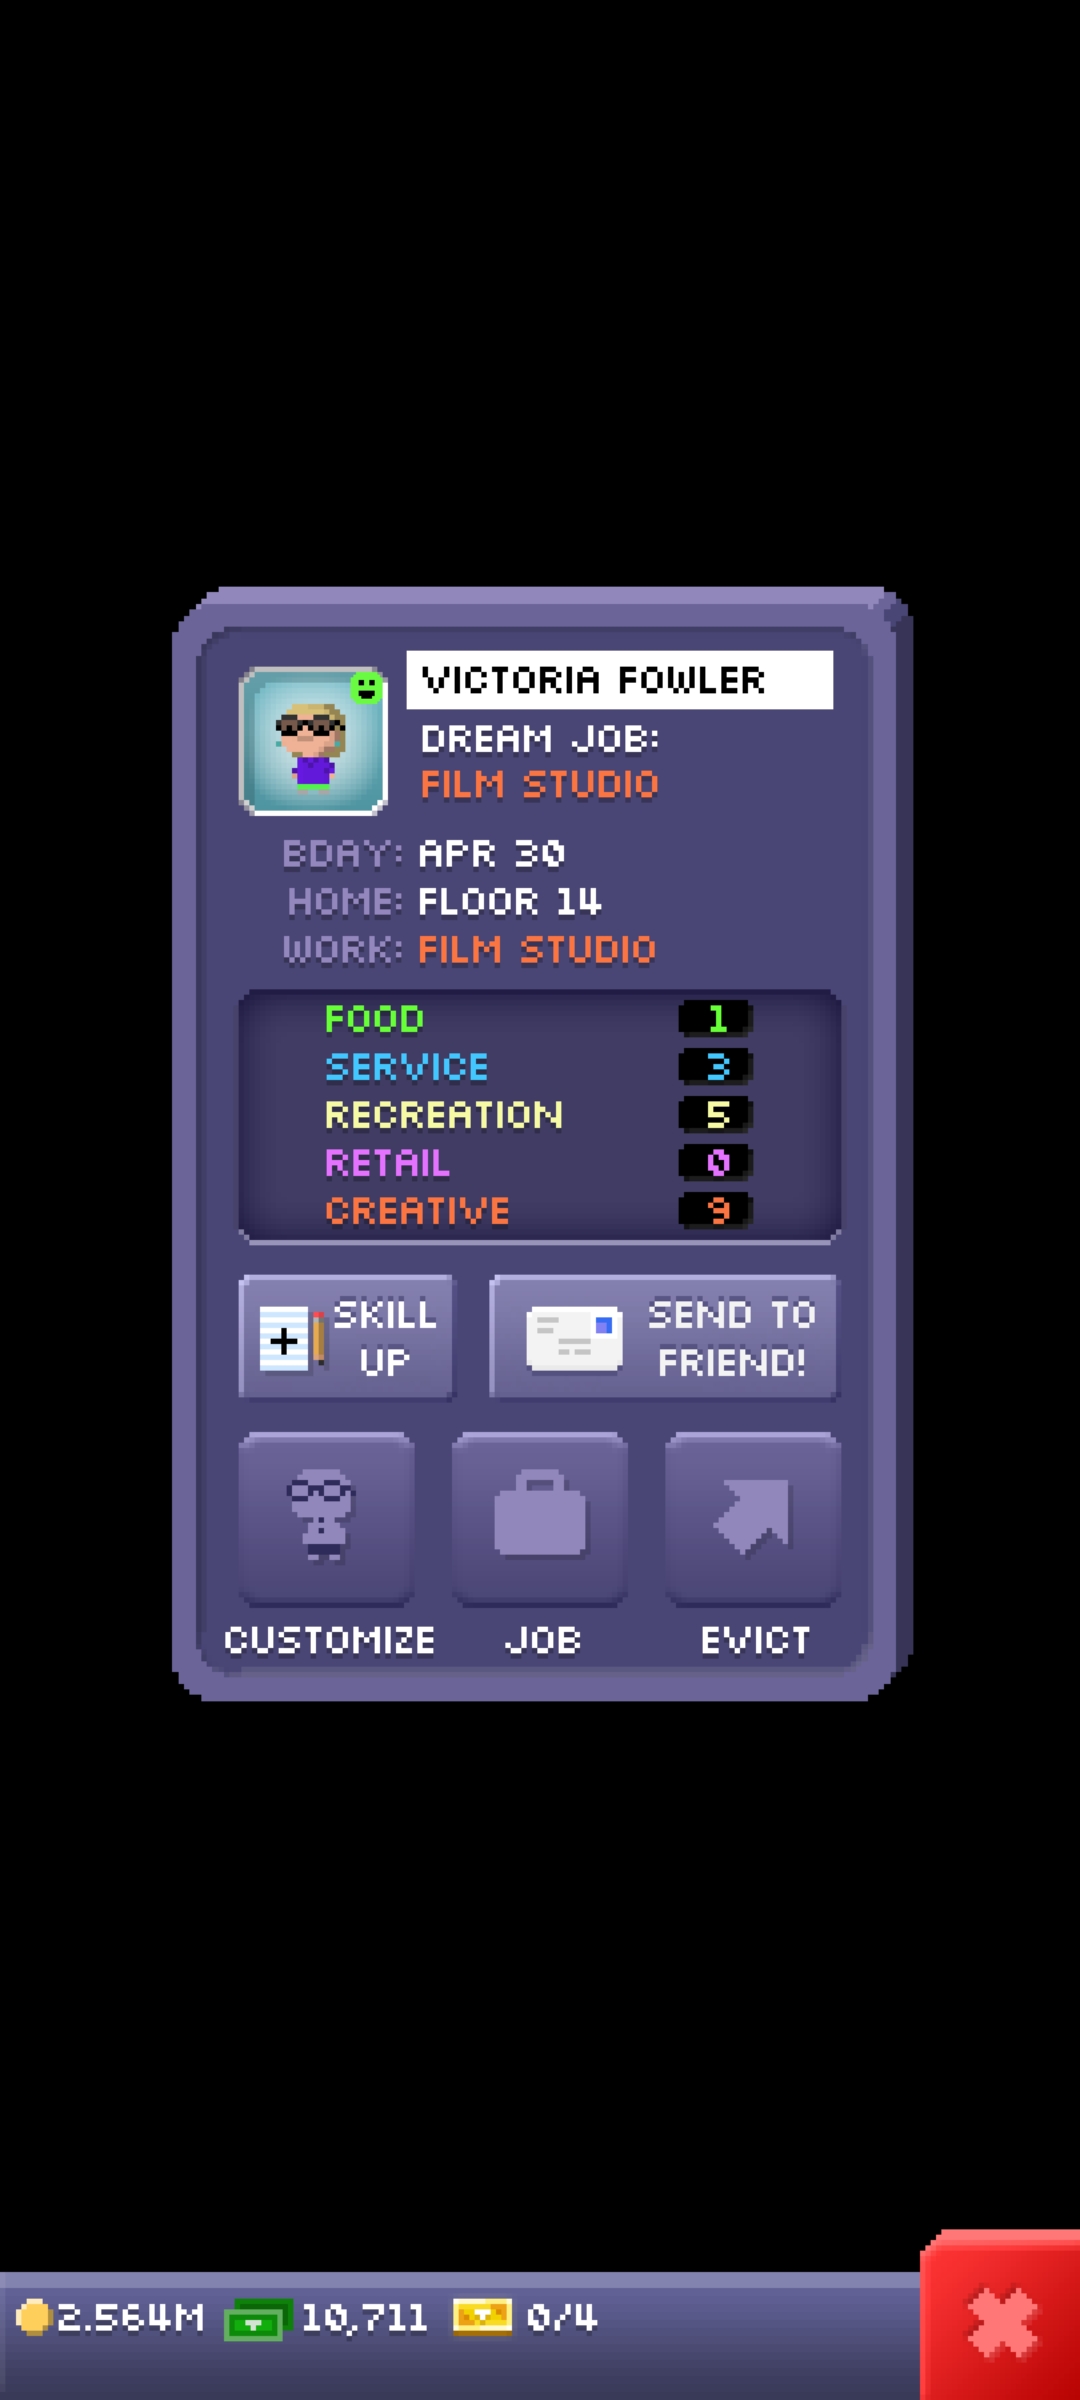 VICTORIA FOWLER
DREAM JOB:
FILM STUDIO
BDAY: APR 30
HOME: FLOOR 14
WORK: FILM STUDIO
FOOD 1
SERVICE 3
RECREATION 5
RETAIL 0
CREATIVE 9
SKILL
UP
SEND TO
FRIEND!
CUSTOMIZE JOB EVICT
2.564M 10,711 0/4